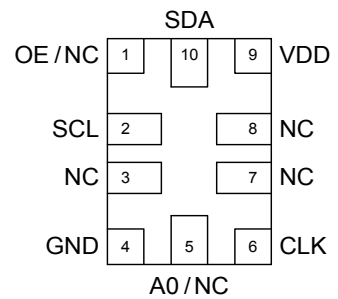 SDA
OE/NC 1 10 9 VDD
SCL 2 8 NC
NC 3 7 NC
GND 4 5 6 CLK
A0/NC